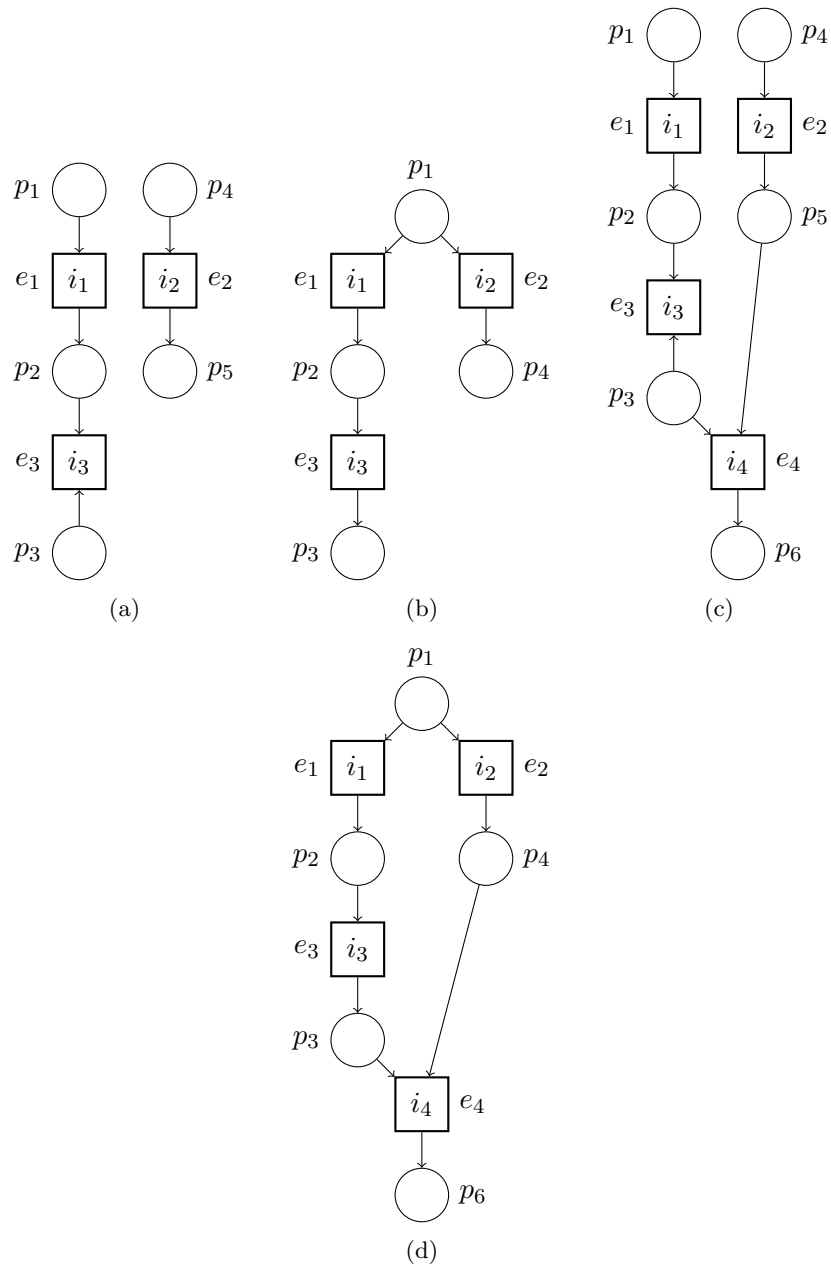 p₁ p₄
e₁ i₁ i₂ e₂
p₂ p₅
e₃ i₃
p₃
(a)
p₁
e₁ i₁ i₂ e₂
p₂ p₄
e₃ i₃
p₃
(b)
p₁ p₄
e₁ i₁ i₂ e₂
p₂ p₅
e₃ i₃
p₃
i₄ e₄
p₆
(c)
p₁
e₁ i₁ i₂ e₂
p₂ p₄
e₃ i₃
p₃
i₄ e₄
p₆
(d)